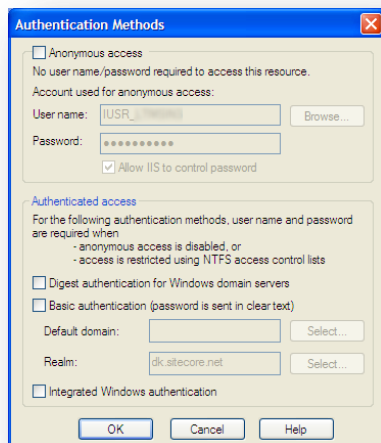 Authentication Methods
Anonymous access
No user name/password required to access this resource.
Account used for anonymous access:
User name: IUSR_ Browse...
Password: ••••••••••
Allow IIS to control password
Authenticated access
For the following authentication methods, user name and password
are required when
- anonymous access is disabled, or
- access is restricted using NTFS access control lists
Digest authentication for Windows domain servers
Basic authentication (password is sent in clear text)
Default domain: Select...
Realm: dk.sitecore.net Select...
Integrated Windows authentication
OK Cancel Help